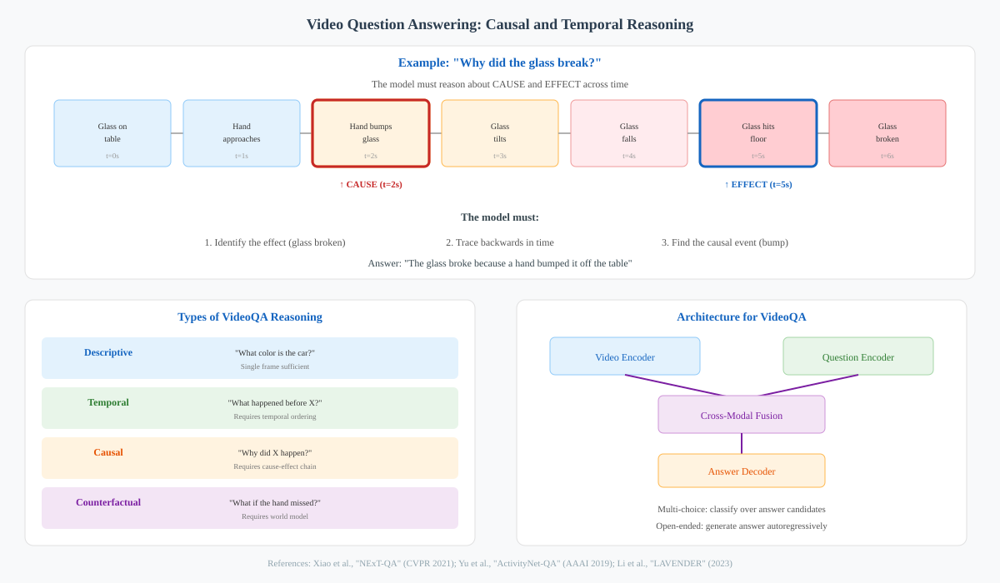 Video Question Answering: Causal and Temporal Reasoning
Example: "Why did the glass break?"
The model must reason about CAUSE and EFFECT across time
Glass on
table
t=0s
Hand
approaches
t=1s
Hand bumps
glass
t=2s
Glass
tilts
t=3s
Glass
falls
t=4s
Glass hits
floor
t=5s
Glass
broken
t=6s
↑ CAUSE (t=2s)
↑ EFFECT (t=5s)
The model must:
1. Identify the effect (glass broken)
2. Trace backwards in time
3. Find the causal event (bump)
Answer: "The glass broke because a hand bumped it off the table"
Types of VideoQA Reasoning
Descriptive
"What color is the car?"
Single frame sufficient
Temporal
"What happened before X?"
Requires temporal ordering
Causal
"Why did X happen?"
Requires cause-effect chain
Counterfactual
"What if the hand missed?"
Requires world model
Architecture for VideoQA
Video Encoder
Question Encoder
Cross-Modal Fusion
Answer Decoder
Multi-choice: classify over answer candidates
Open-ended: generate answer autoregressively
References: Xiao et al., "NExT-QA" (CVPR 2021); Yu et al., "ActivityNet-QA" (AAAI 2019); Li et al., "LAVENDER" (2023)